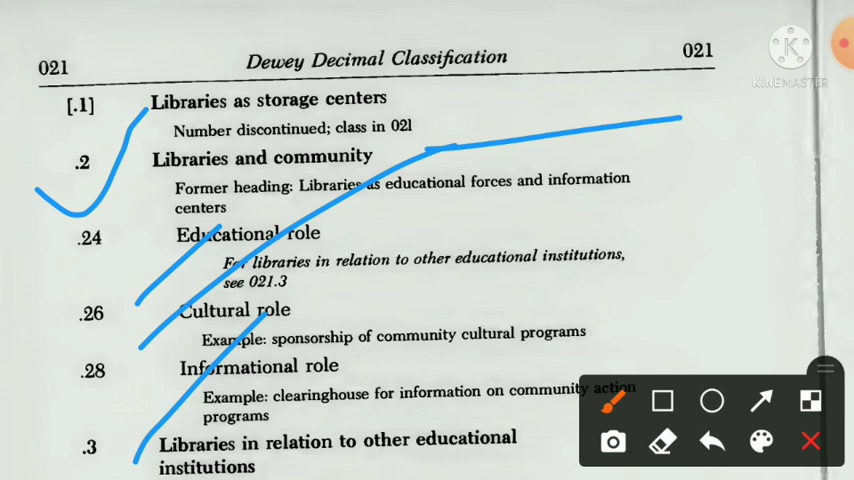 021
Dewey Decimal Classification
021
K
KINEMASTER
[.1] Libraries as storage centers
Number discontinued; class in 021
.2 Libraries and community
Former heading: Libraries as educational forces and information
centers
.24 Educational role
For libraries in relation to other educational institutions,
see 021.3
.26 Cultural role
Example: sponsorship of community cultural programs
.28 Informational role
Example: clearinghouse for information on community action
programs
.3 Libraries in relation to other educational
institutions